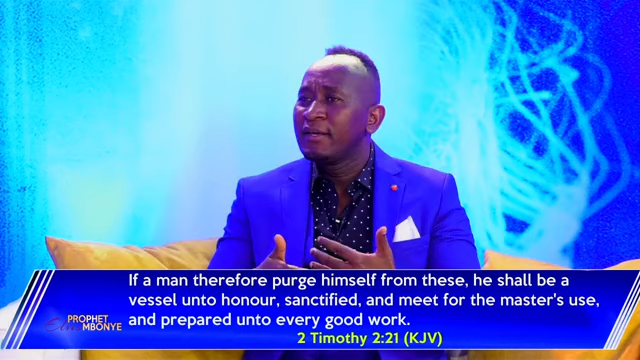 If a man therefore purge himself from these, he shall be a
vessel unto honour, sanctified, and meet for the master's use,
and prepared unto every good work.
2 Timothy 2:21 (KJV)
PROPHET
Elvis MBONYE